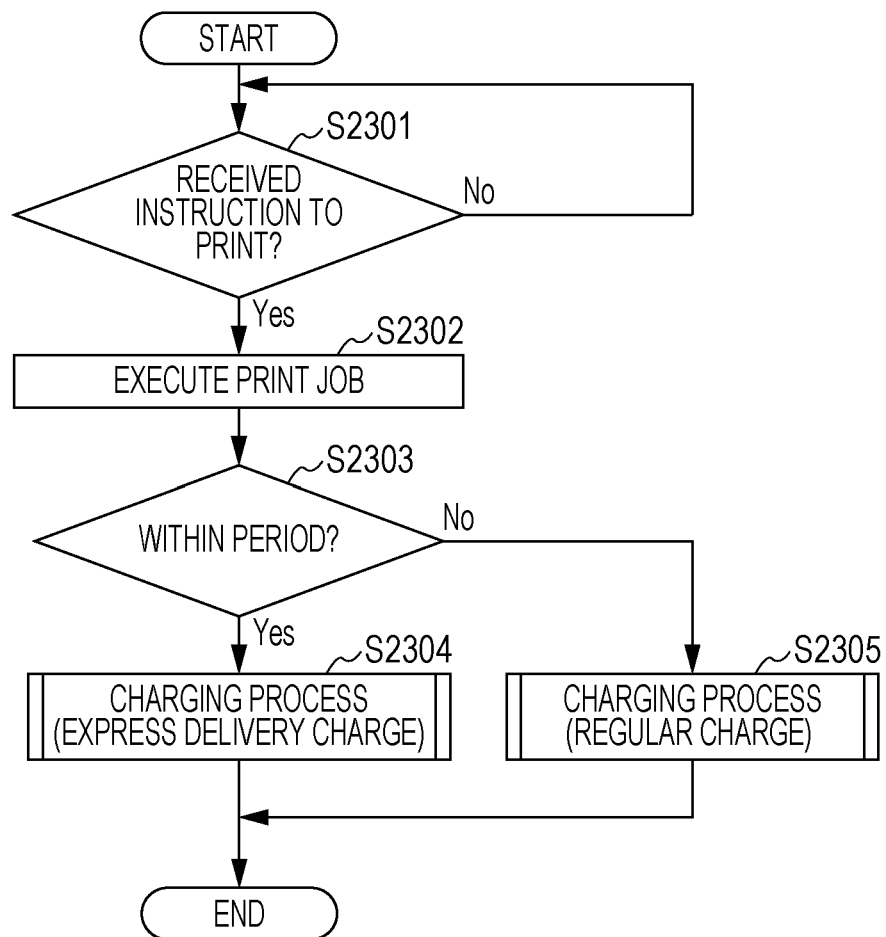 START
S2301
RECEIVED
INSTRUCTION TO
PRINT?
No
Yes
S2302
EXECUTE PRINT JOB
S2303
WITHIN PERIOD?
No
Yes
S2304
CHARGING PROCESS
(EXPRESS DELIVERY CHARGE)
S2305
CHARGING PROCESS
(REGULAR CHARGE)
END